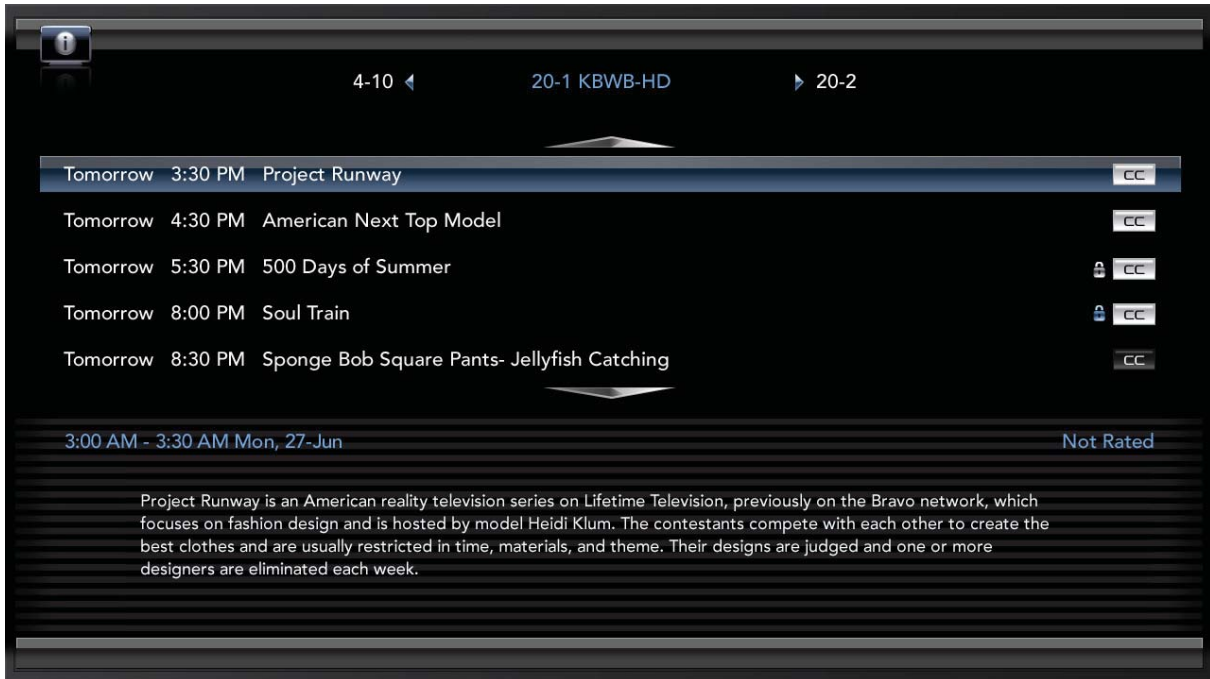 i
4-10 20-1 KBWB-HD 20-2
Tomorrow 3:30 PM Project Runway CC
Tomorrow 4:30 PM American Next Top Model CC
Tomorrow 5:30 PM 500 Days of Summer CC
Tomorrow 8:00 PM Soul Train CC
Tomorrow 8:30 PM Sponge Bob Square Pants- Jellyfish Catching CC
3:00 AM - 3:30 AM Mon, 27-Jun Not Rated
Project Runway is an American reality television series on Lifetime Television, previously on the Bravo network, which
focuses on fashion design and is hosted by model Heidi Klum. The contestants compete with each other to create the
best clothes and are usually restricted in time, materials, and theme. Their designs are judged and one or more
designers are eliminated each week.